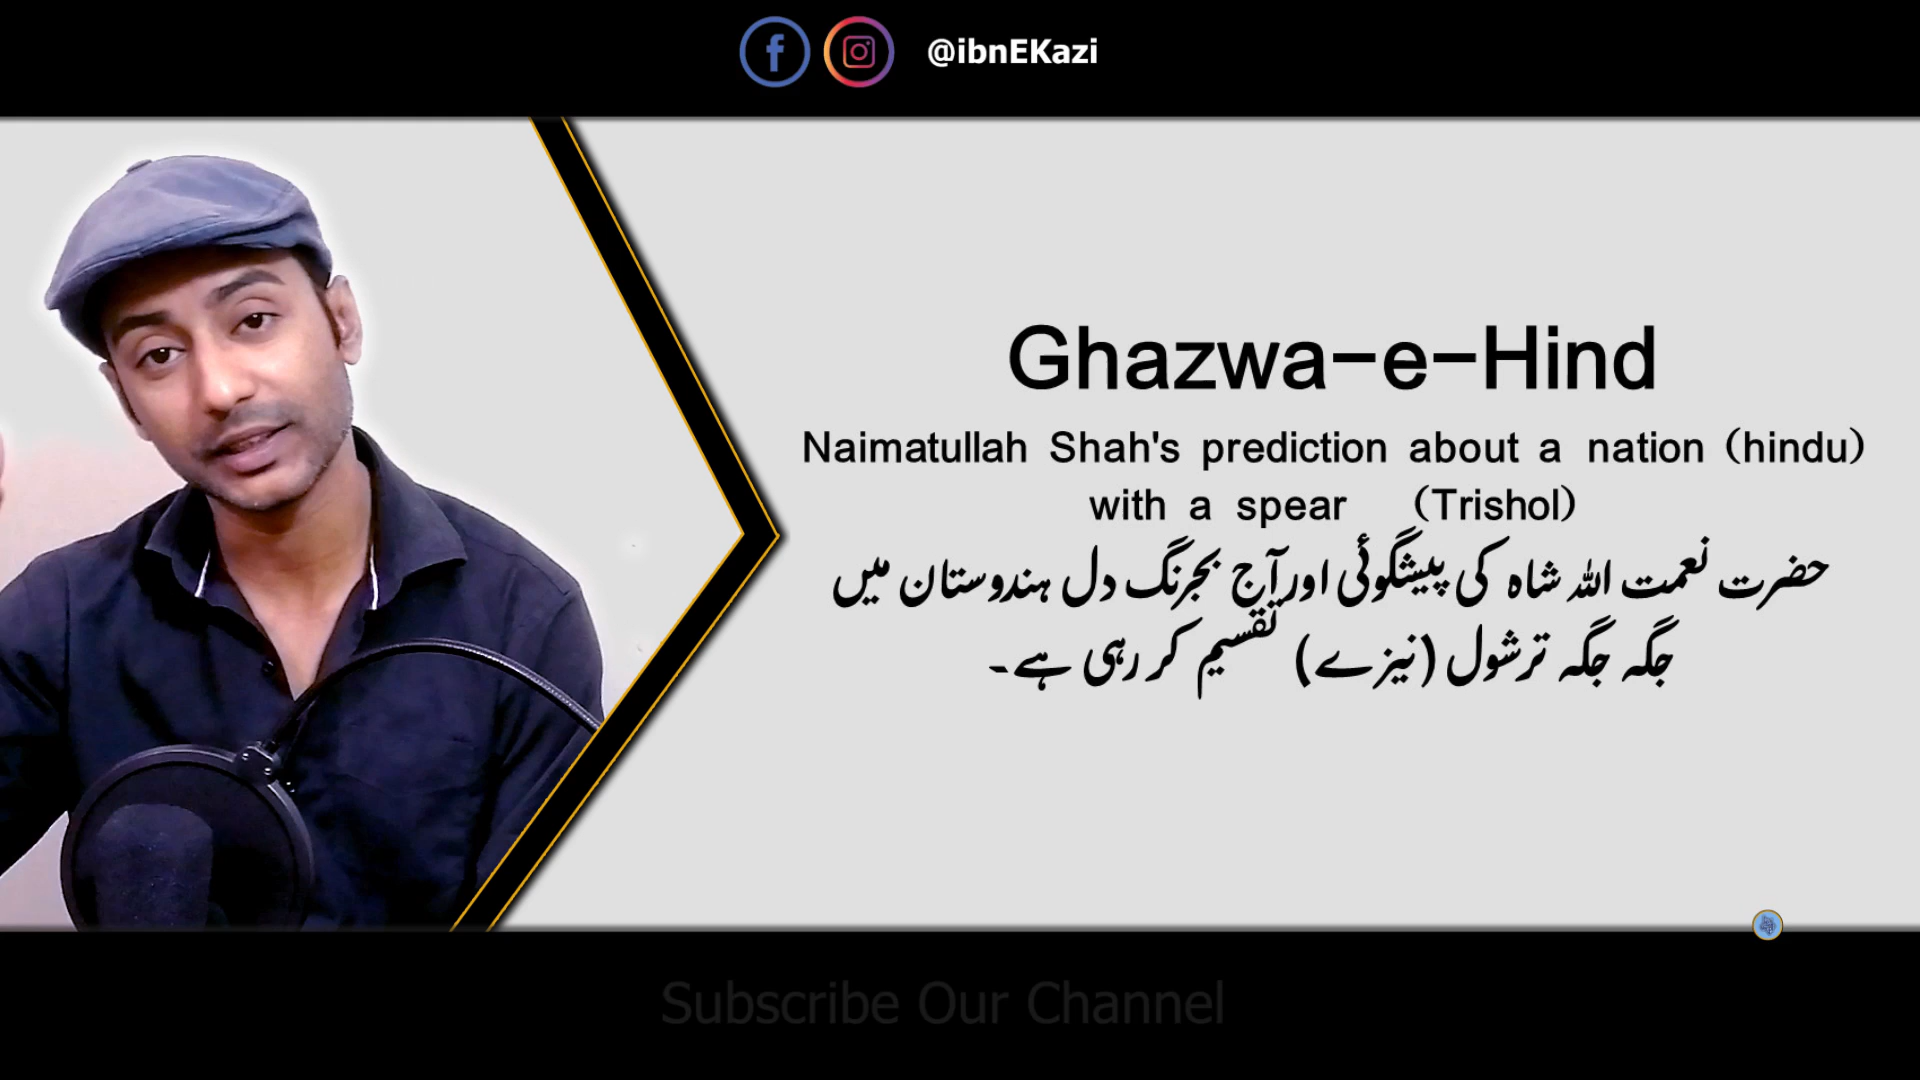 @ibnEKazi
Ghazwa-e-Hind
Naimatullah Shah's prediction about a nation (hindu)
with a spear (Trishol)
حضرت نعمت اللہ شاہ کی پیشگوئی اور آج بجرنگ دل ہندوستان میں
جگہ جگہ ترشول (نیزے) تقسیم کر رہی ہے۔
Subscribe Our Channel